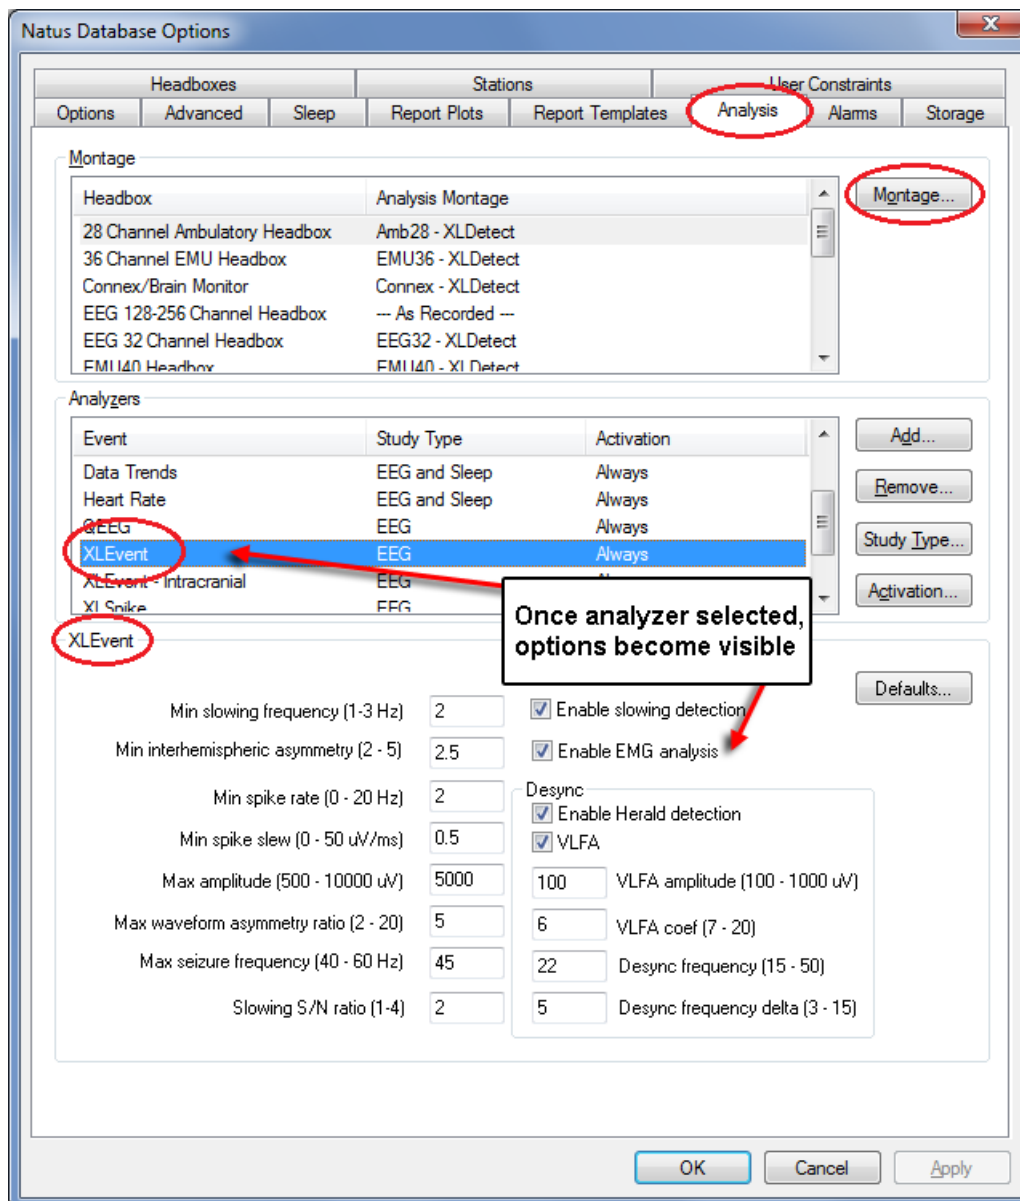 Natus Database Options
X
Headboxes Stations User Constraints
Options Advanced Sleep Report Plots Report Templates Analysis Alarms Storage
Montage
Headbox Analysis Montage Montage...
28 Channel Ambulatory Headbox Amb28 - XLDetect
36 Channel EMU Headbox EMU36 - XLDetect
Connex/Brain Monitor Connex - XLDetect
EEG 128-256 Channel Headbox --- As Recorded ---
EEG 32 Channel Headbox EEG32 - XLDetect
EMU40 Headbox EMU40 - XLDetect
Analyzers
Event Study Type Activation Add...
Data Trends EEG and Sleep Always
Heart Rate EEG and Sleep Always Remove...
QEEG EEG Always
XLEvent EEG Always Study Type...
XLEvent - Intracranial EEG
XLSpike EEG Activation...
Once analyzer selected,
options become visible
XLEvent
Defaults...
Min slowing frequency (1-3 Hz) 2 Enable slowing detection
Min interhemispheric asymmetry (2 - 5) 2.5 Enable EMG analysis
Min spike rate (0 - 20 Hz) 2 Desync
Enable Herald detection
Min spike slew (0 - 50 uV/ms) 0.5 VLFA
Max amplitude (500 - 10000 uV) 5000 100 VLFA amplitude (100 - 1000 uV)
Max waveform asymmetry ratio (2 - 20) 5 6 VLFA coef (7 - 20)
Max seizure frequency (40 - 60 Hz) 45 22 Desync frequency (15 - 50)
Slowing S/N ratio (1-4) 2 5 Desync frequency delta (3 - 15)
OK Cancel Apply